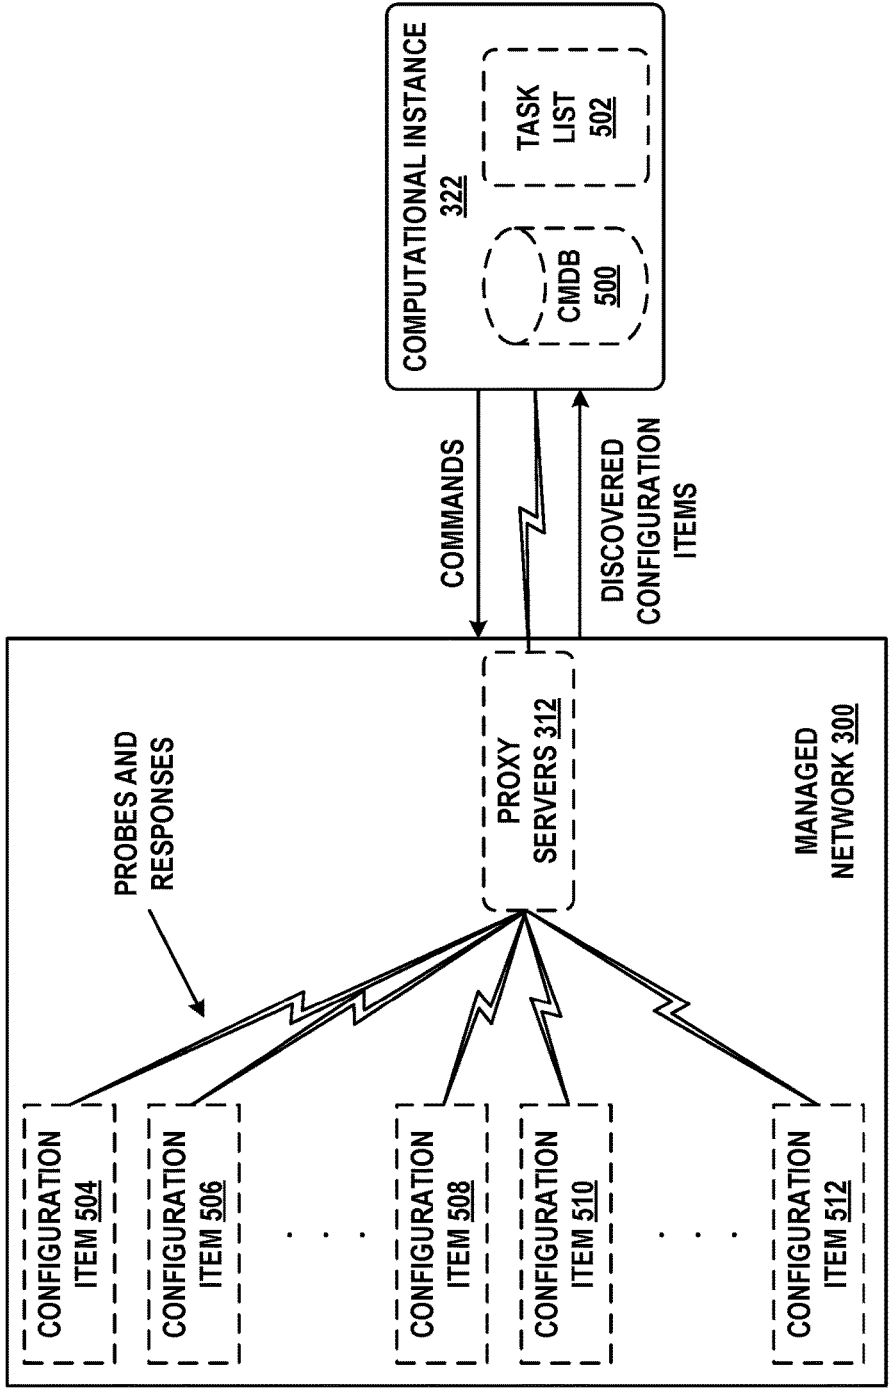 CONFIGURATION
ITEM 504
CONFIGURATION
ITEM 506
. . .
CONFIGURATION
ITEM 508
CONFIGURATION
ITEM 510
. . .
CONFIGURATION
ITEM 512
PROBES AND
RESPONSES
PROXY
SERVERS 312
MANAGED
NETWORK 300
COMMANDS
DISCOVERED
CONFIGURATION
ITEMS
COMPUTATIONAL INSTANCE
322
CMDB
500
TASK
LIST
502